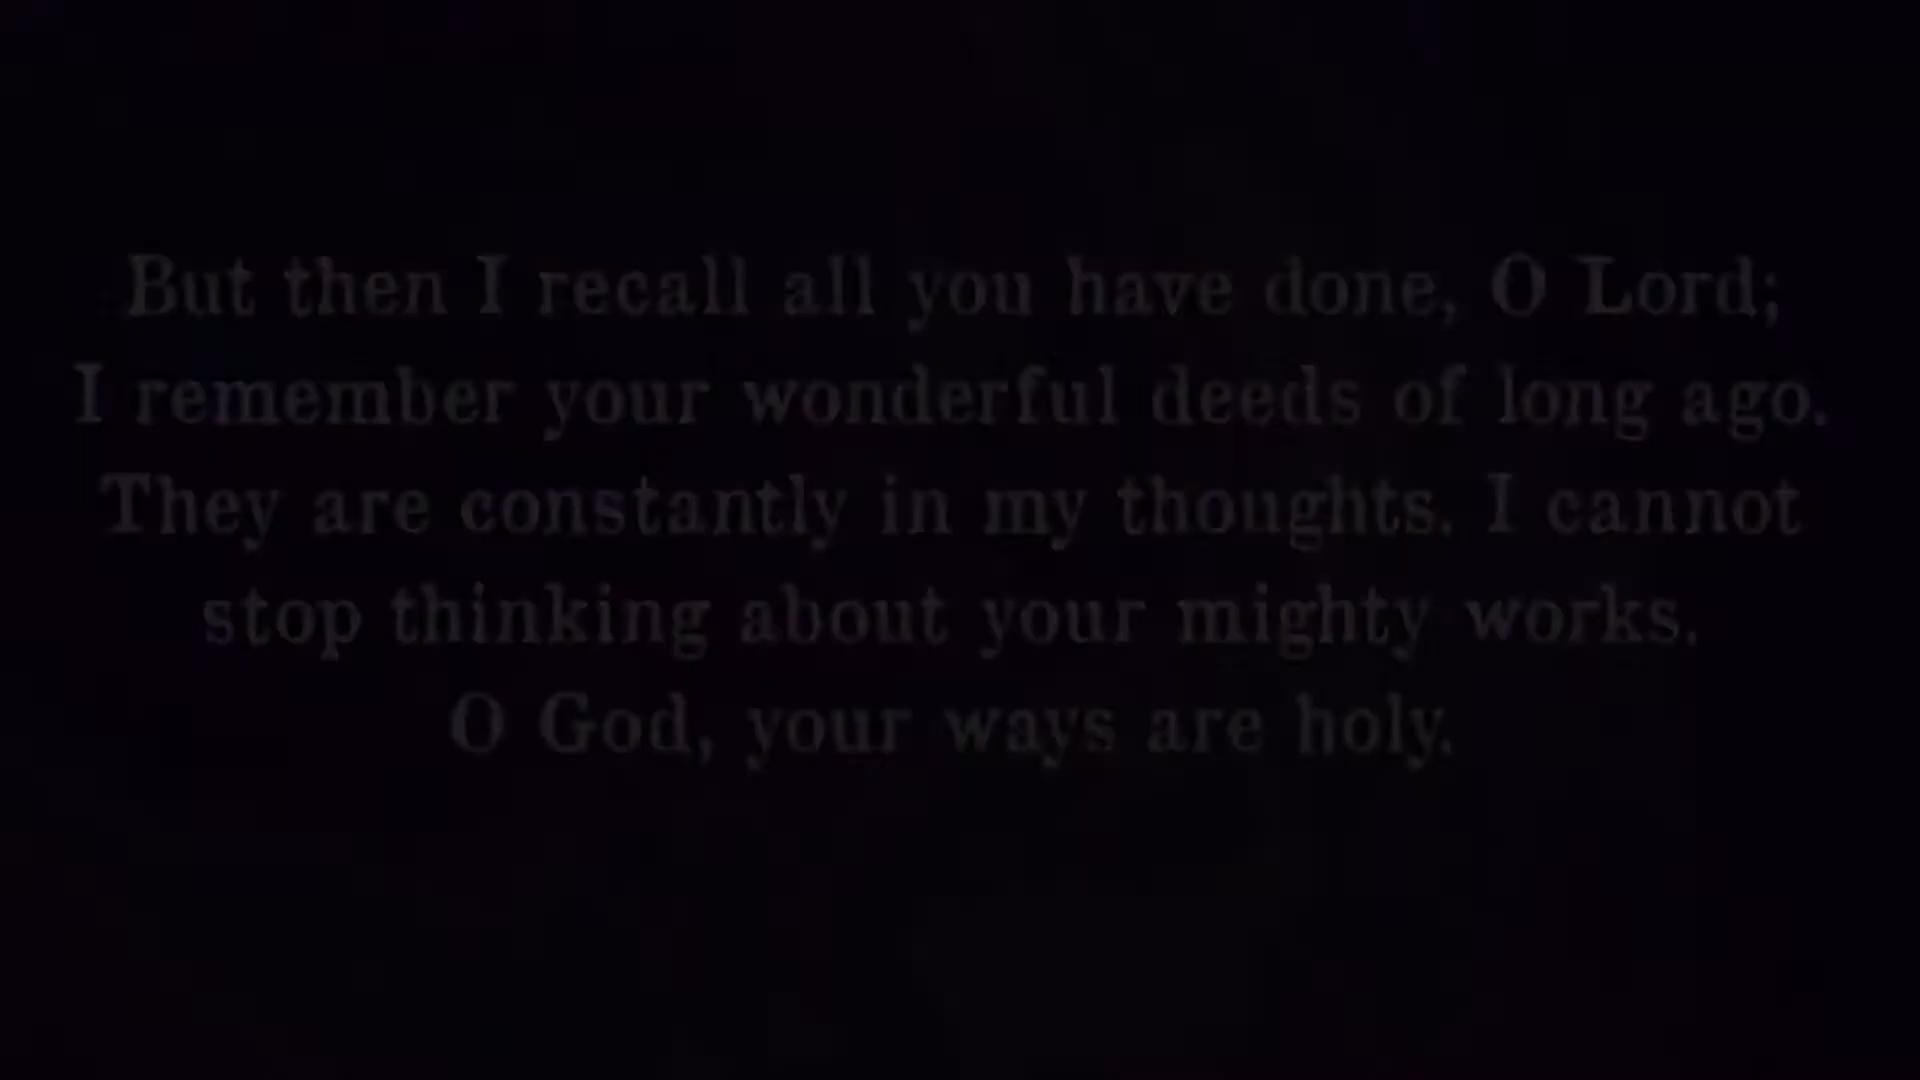 But then I recall all you have done, O Lord;
I remember your wonderful deeds of long ago.
They are constantly in my thoughts. I cannot
stop thinking about your mighty works.
O God, your ways are holy.